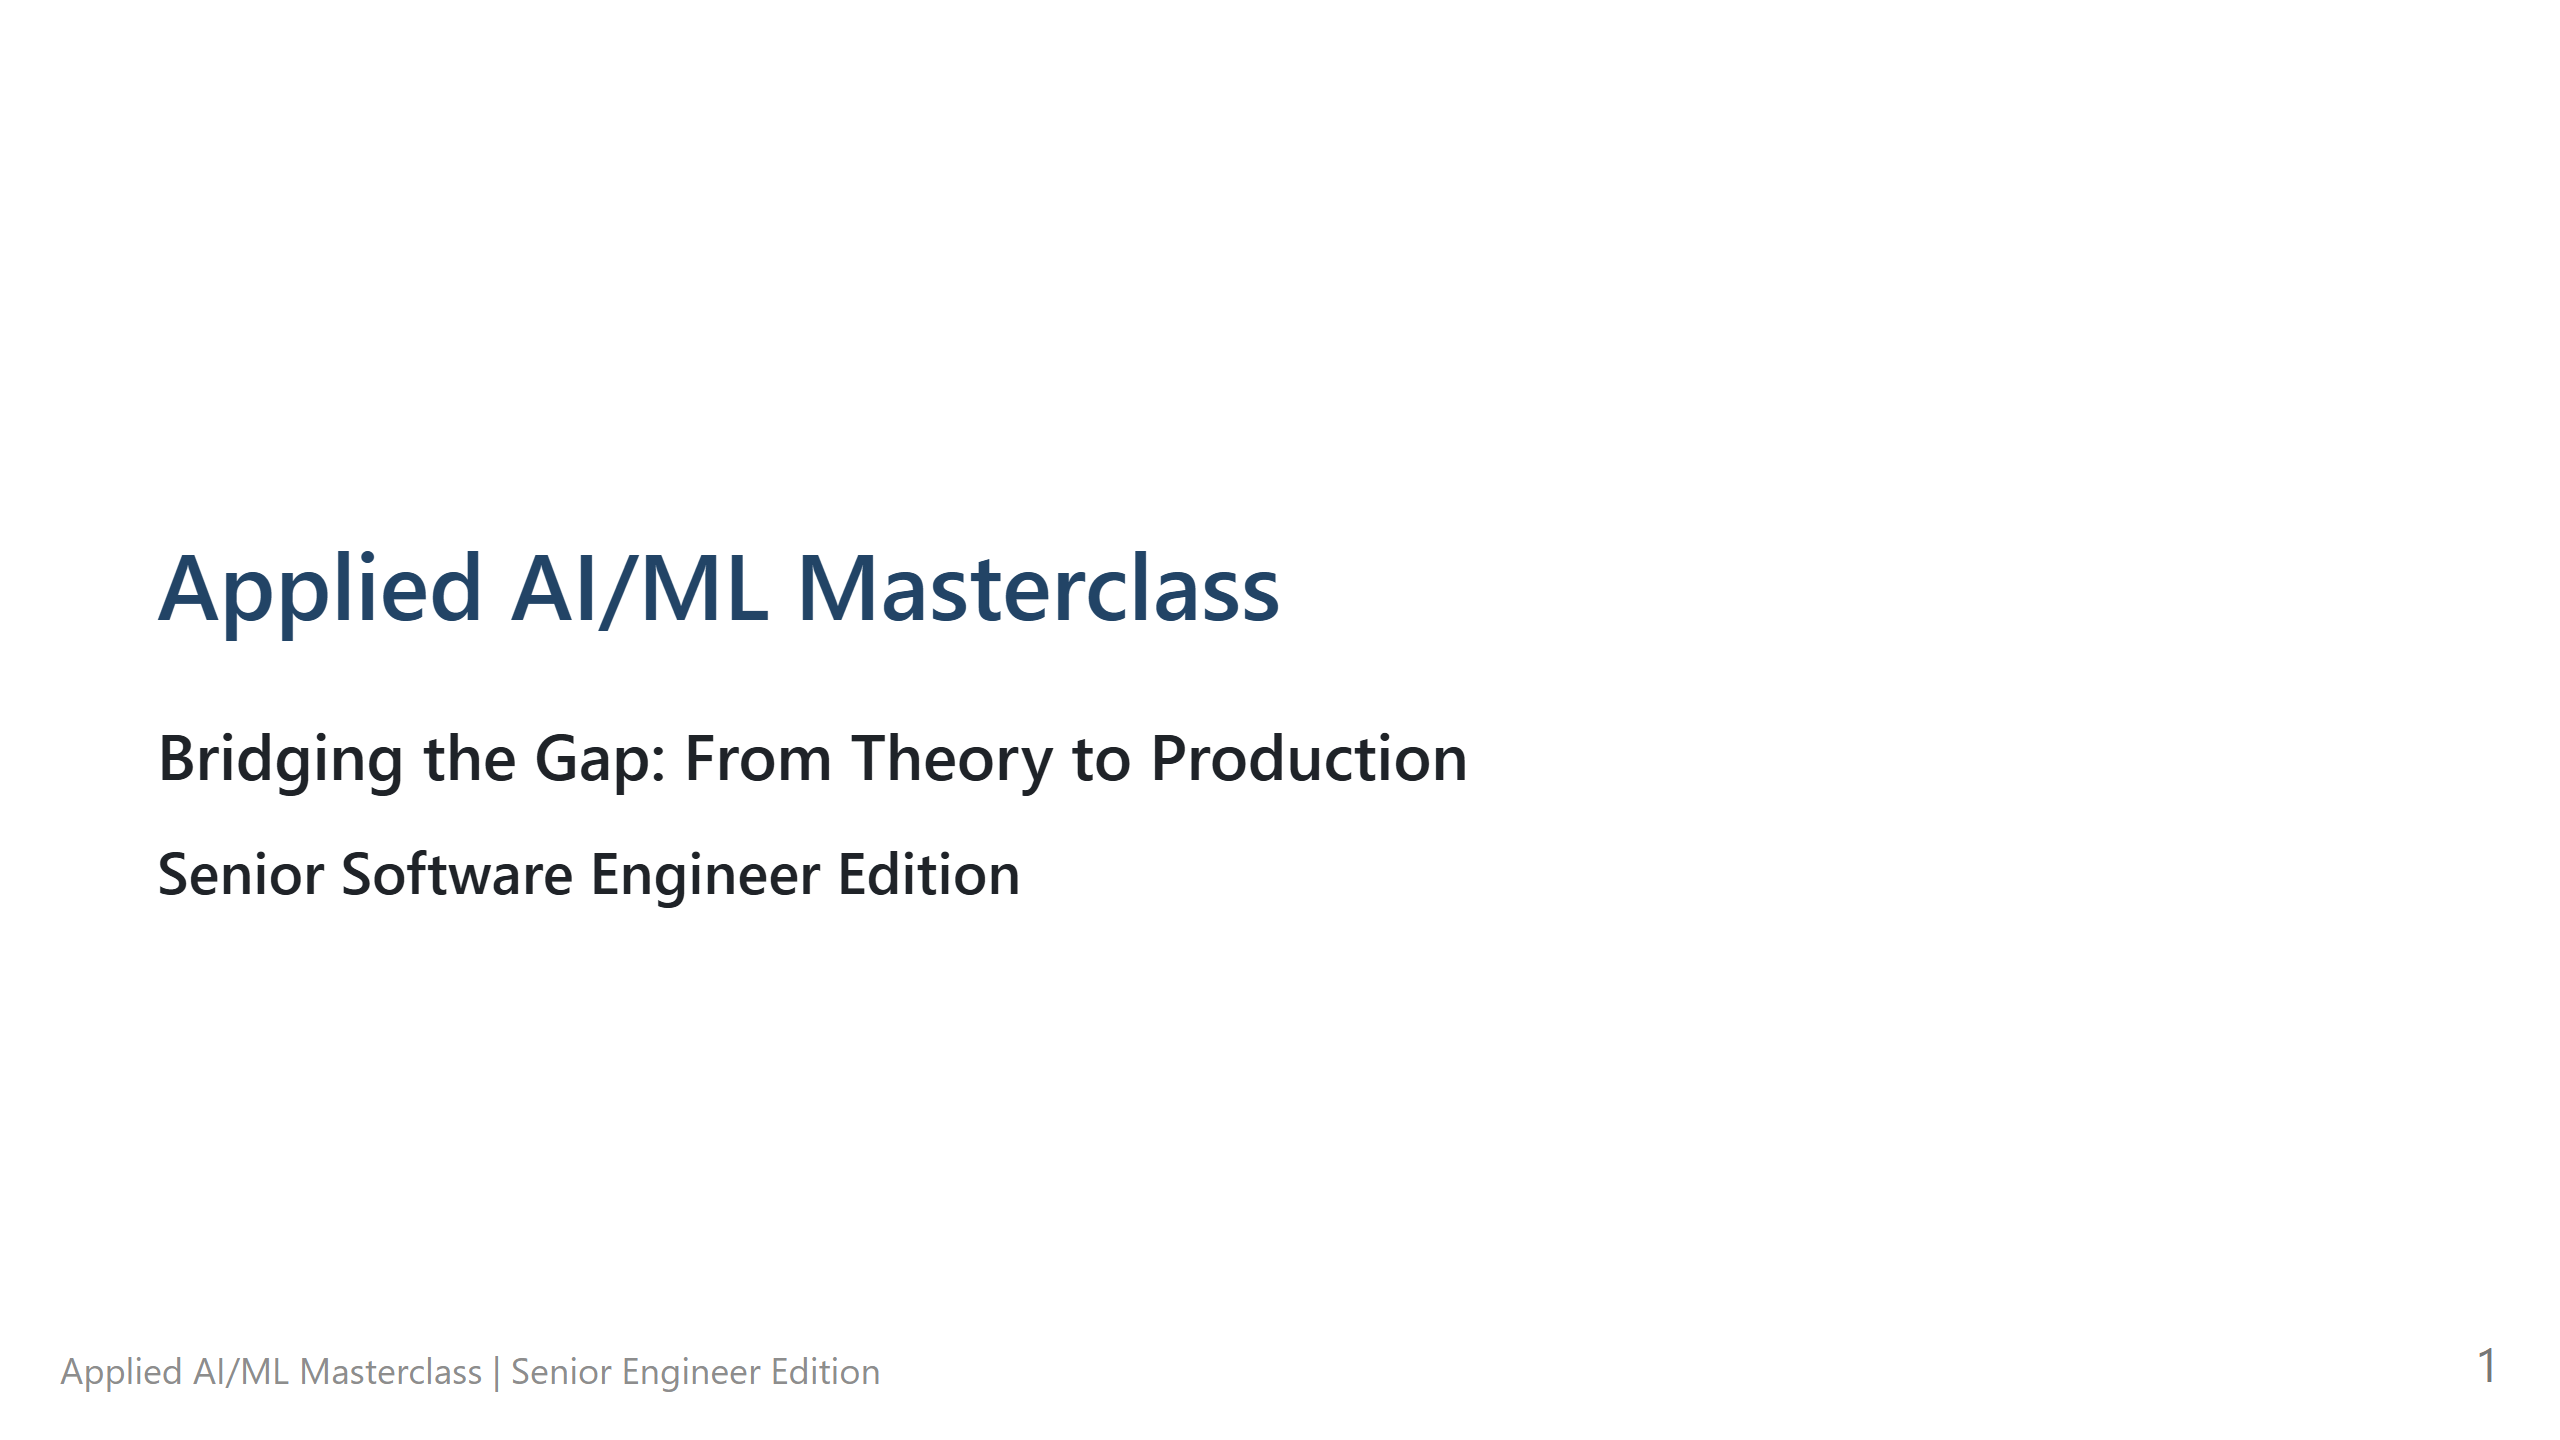 Applied AI/ML Masterclass
Bridging the Gap: From Theory to Production
Senior Software Engineer Edition
Applied AI/ML Masterclass | Senior Engineer Edition
1